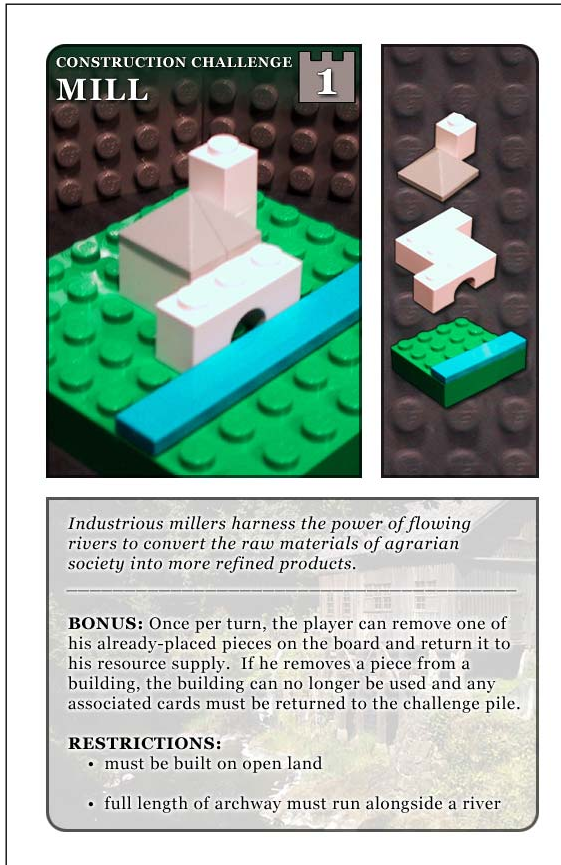 CONSTRUCTION CHALLENGE
MILL
1
Industrious millers harness the power of flowing
rivers to convert the raw materials of agrarian
society into more refined products.
BONUS: Once per turn, the player can remove one of
his already-placed pieces on the board and return it to
his resource supply. If he removes a piece from a
building, the building can no longer be used and any
associated cards must be returned to the challenge pile.
RESTRICTIONS:
• must be built on open land
• full length of archway must run alongside a river